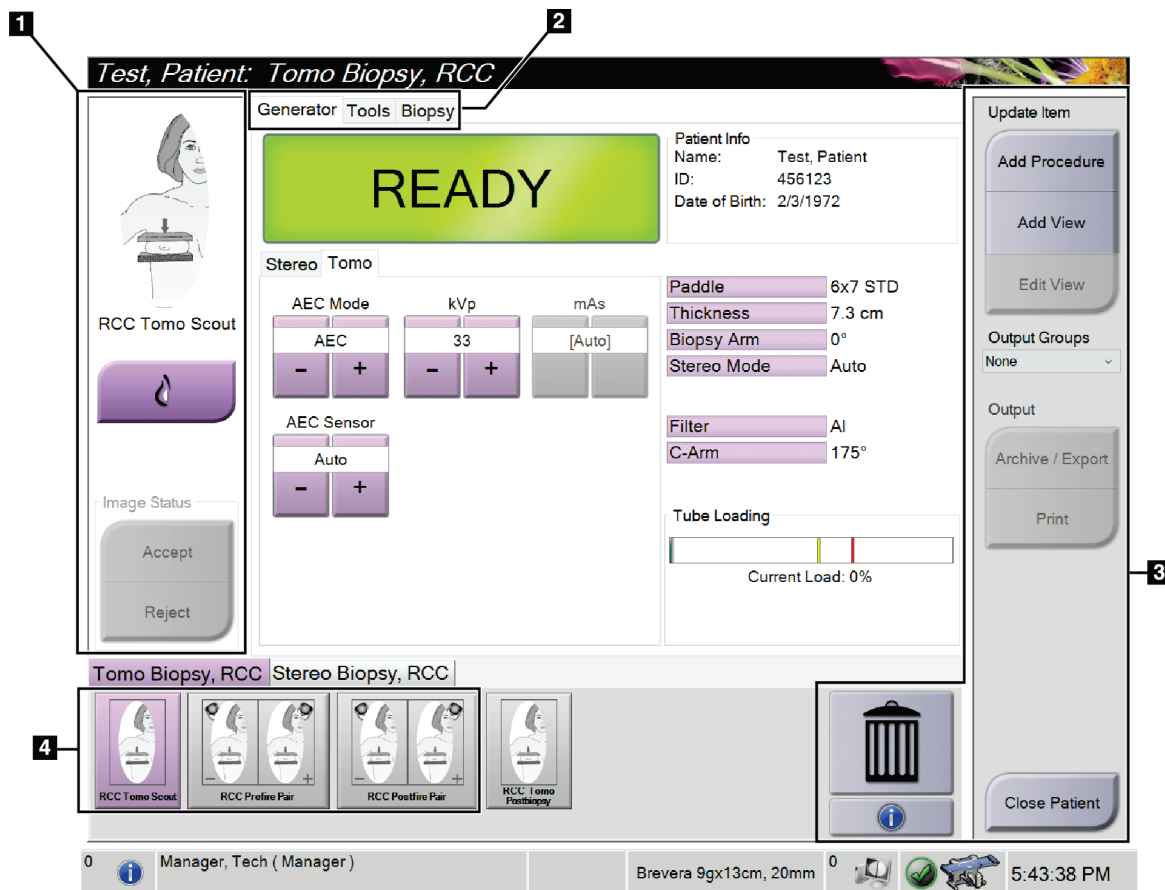 1
2
Test, Patient: Tomo Biopsy, RCC
Generator Tools Biopsy
READY
Patient Info
Name: Test, Patient
ID: 456123
Date of Birth: 2/3/1972
RCC Tomo Scout
Image Status
Accept
Reject
Stereo Tomo
AEC Mode kVp mAs
AEC 33 [Auto]
- + - +
AEC Sensor
Auto
- +
Paddle 6x7 STD
Thickness 7.3 cm
Biopsy Arm 0°
Stereo Mode Auto
Filter Al
C-Arm 175°
Tube Loading
Current Load: 0%
Update Item
Add Procedure
Add View
Edit View
Output Groups
None
Output
Archive / Export
Print
3
Tomo Biopsy, RCC Stereo Biopsy, RCC
4
RCC Tomo Scout
- +
RCC Prefire Pair
- +
RCC Postfire Pair
RCC Tomo
Postbiopsy
i
Close Patient
0 i Manager, Tech ( Manager ) Brevera 9gx13cm, 20mm 0 5:43:38 PM